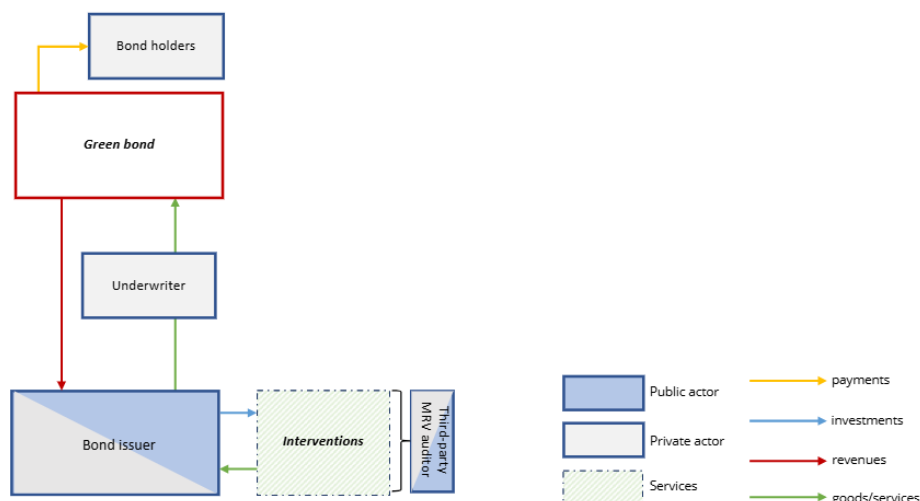 Bond holders
Green bond
Underwriter
Bond issuer
Interventions
Third-party
MRV auditor
Public actor
Private actor
Services
payments
investments
revenues
goods/services